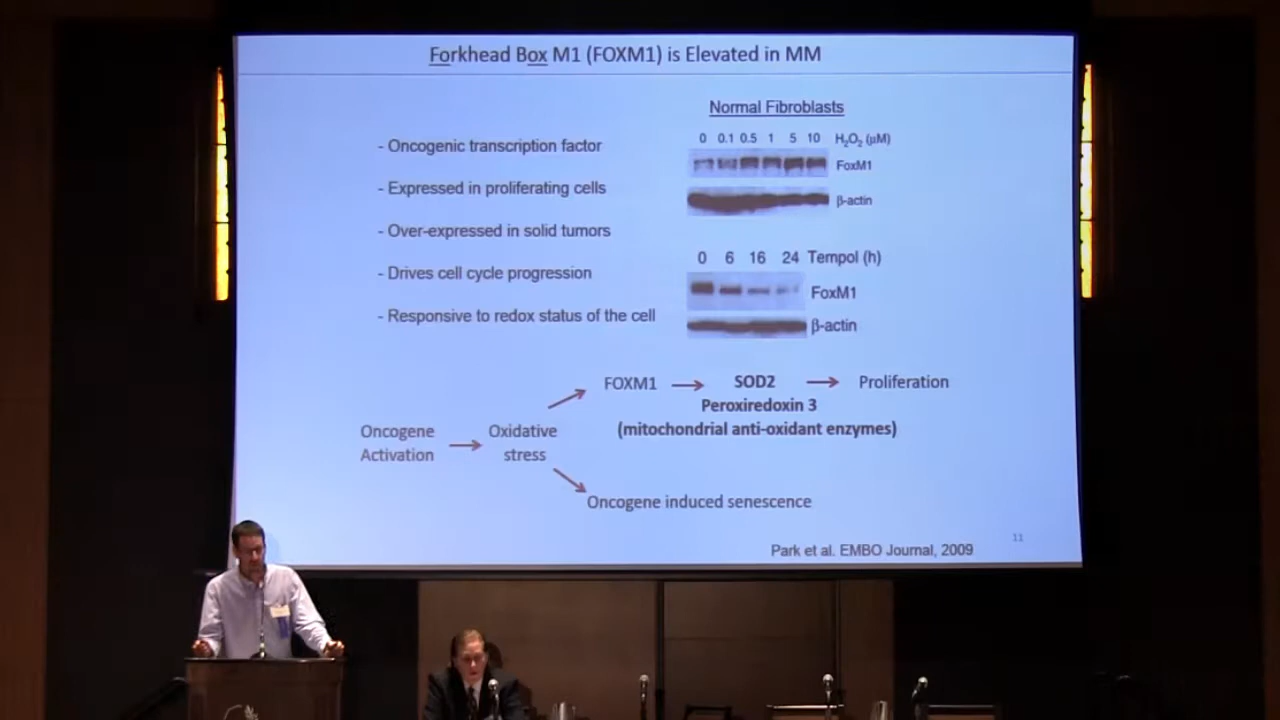 Forkhead Box M1 (FOXM1) is Elevated in MM
- Oncogenic transcription factor
- Expressed in proliferating cells
- Over-expressed in solid tumors
- Drives cell cycle progression
- Responsive to redox status of the cell
Normal Fibroblasts
0 0.1 0.5 1 5 10 H₂O₂ (µM)
FoxM1
β-actin
0 6 16 24 Tempol (h)
FoxM1
β-actin
Oncogene
Activation
Oxidative
stress
FOXM1
SOD2
Peroxiredoxin 3
(mitochondrial anti-oxidant enzymes)
Proliferation
Oncogene induced senescence
11
Park et al. EMBO Journal, 2009